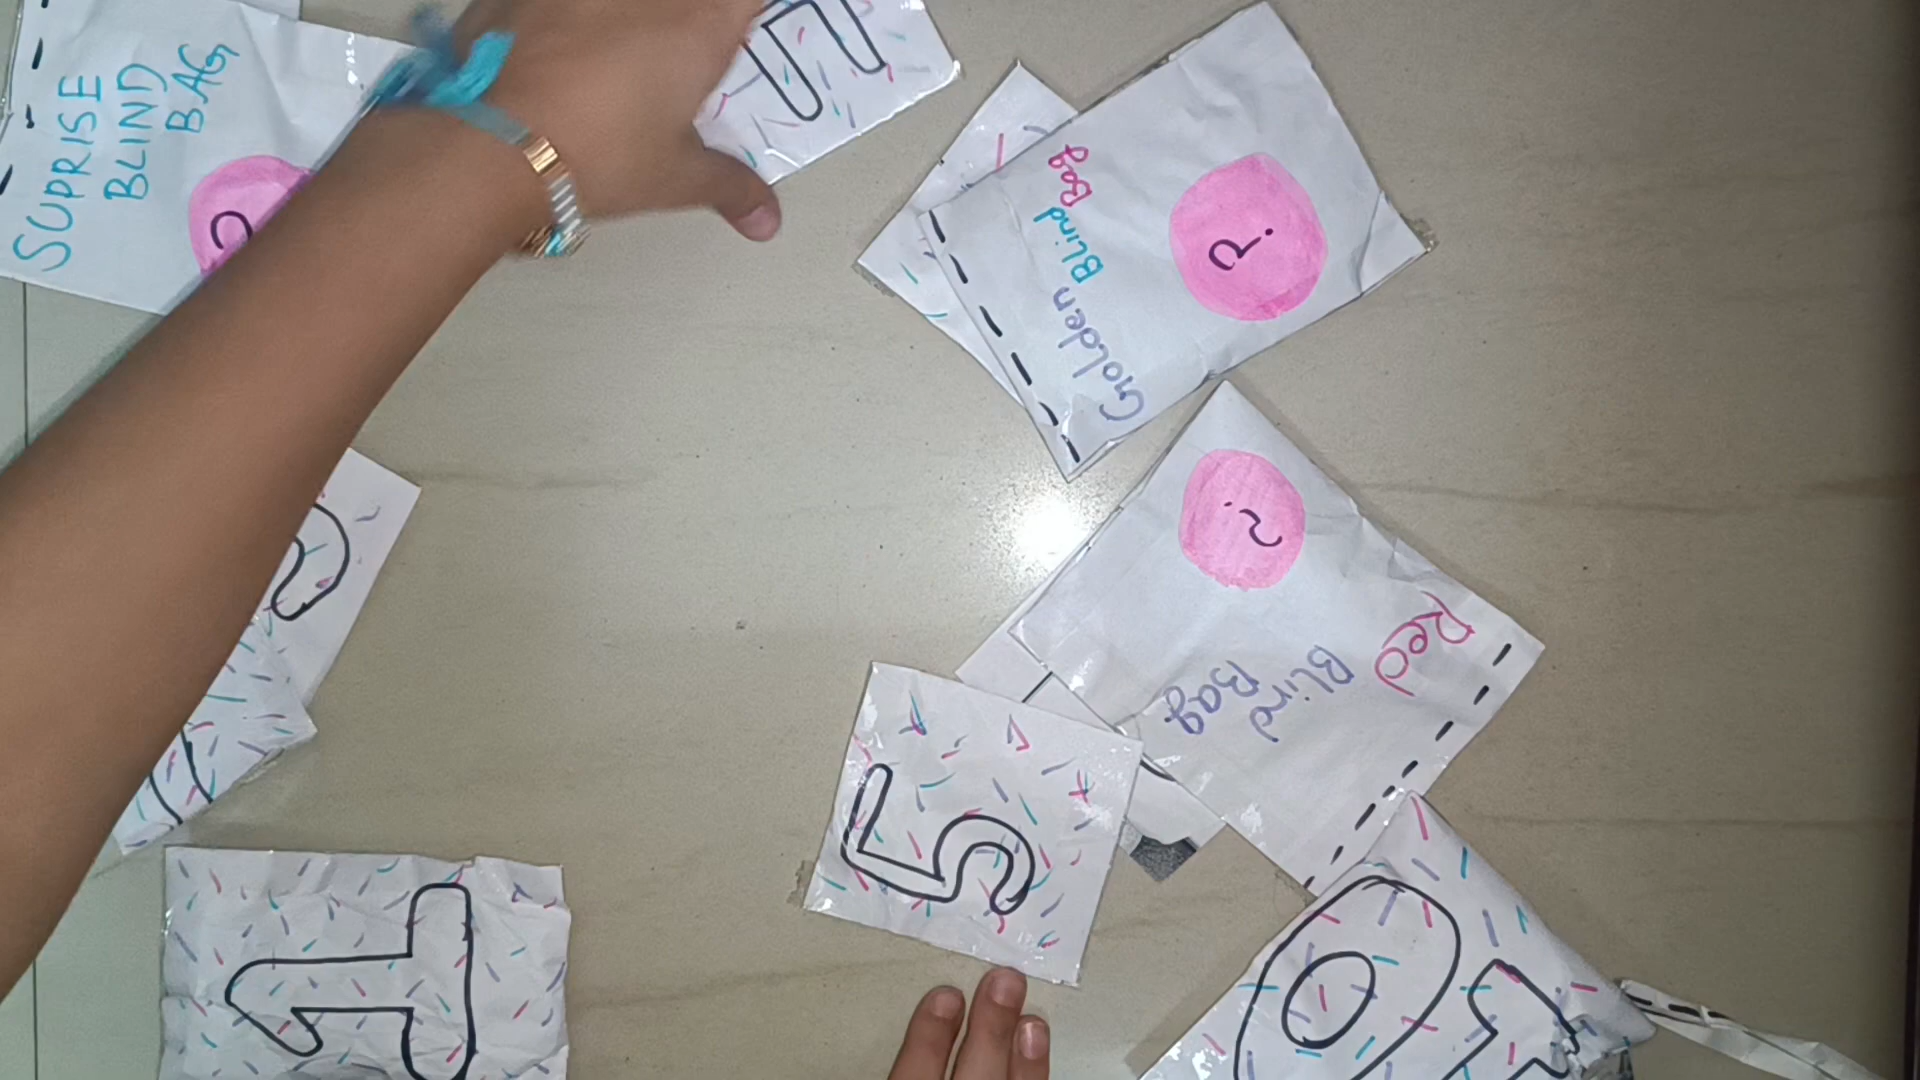 SUPRISE
BLIND
BAG
?
Golden Blind Bag
?
Red
Blind
Bag
?
5
1
10